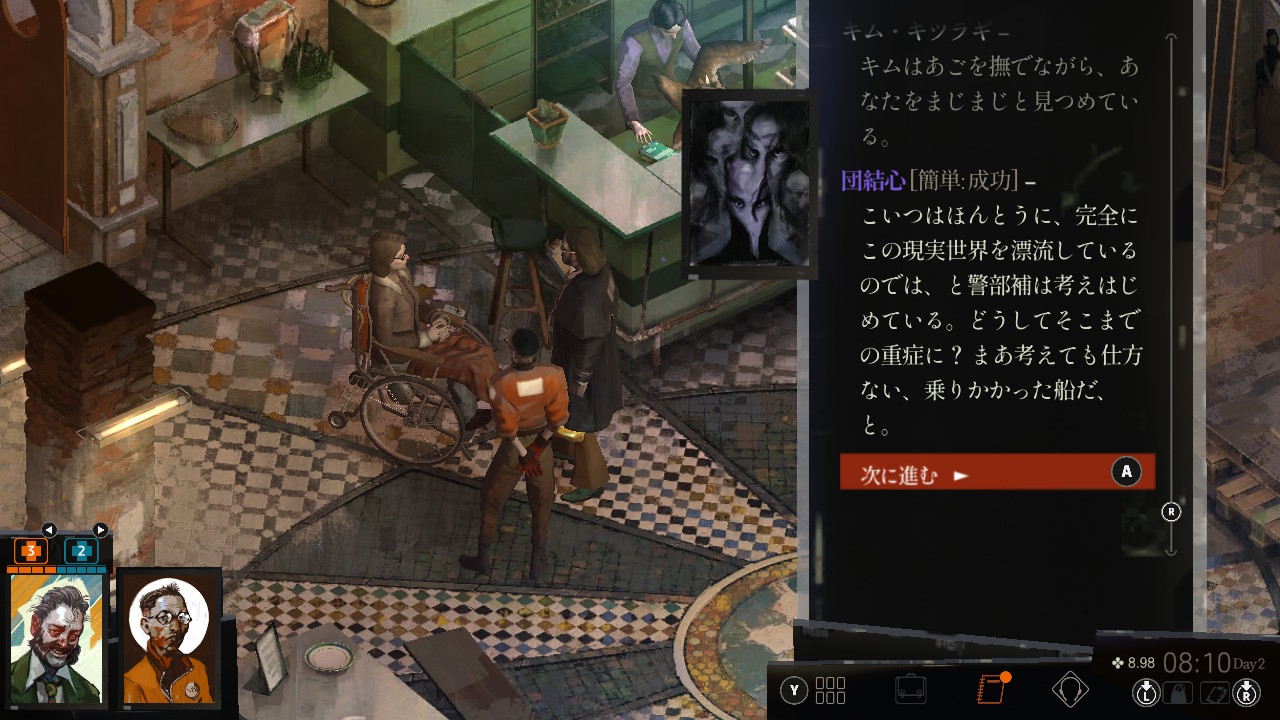 キム・キツラギ –
キムはあごを撫でながら、あ
なたをまじまじと見つめてい
る。
団結心 [簡単:成功] –
こいつはほんとうに、完全に
この現実世界を漂流している
のでは、と警部補は考えはじ
めている。どうしてそこまで
の重症に？ まあ考えても仕方
ない、乗りかかった船だ、
と。
次に進む ► A
R
3 2
Y
8.98 08:10 Day2
L R